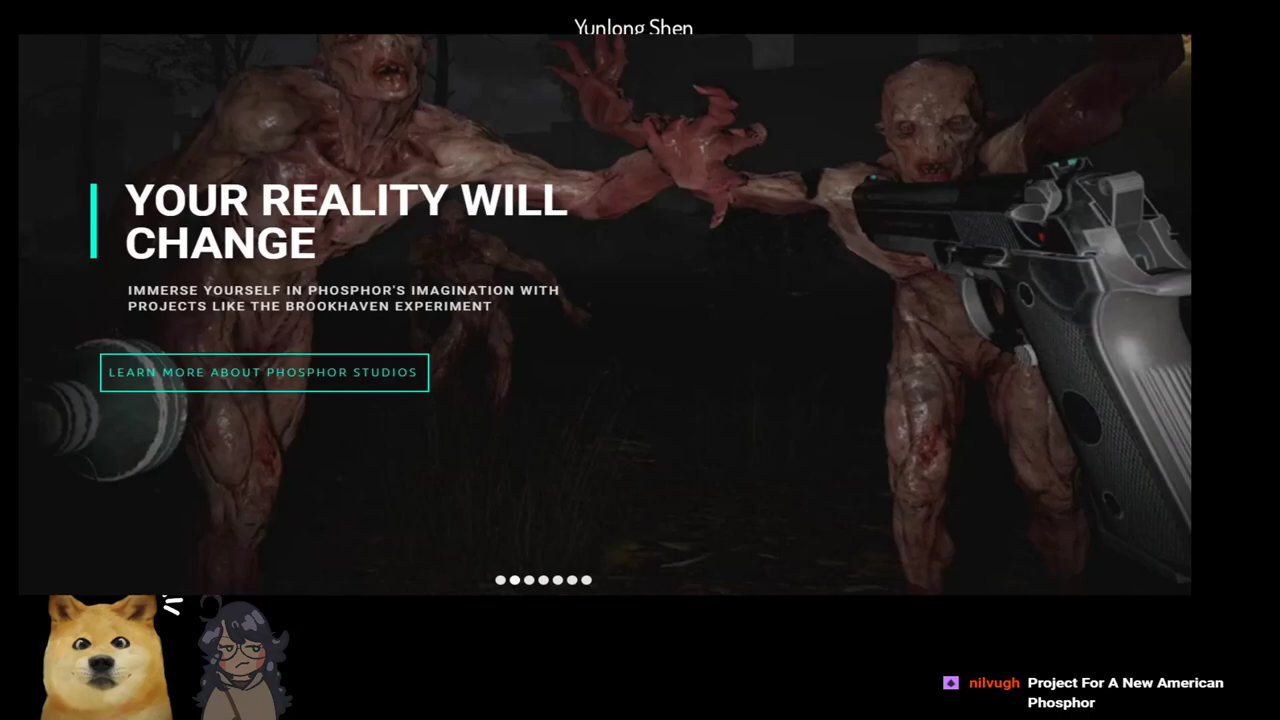 Yunlong Shen
YOUR REALITY WILL
CHANGE
IMMERSE YOURSELF IN PHOSPHOR'S IMAGINATION WITH
PROJECTS LIKE THE BROOKHAVEN EXPERIMENT
LEARN MORE ABOUT PHOSPHOR STUDIOS
nilvugh Project For A New American
Phosphor